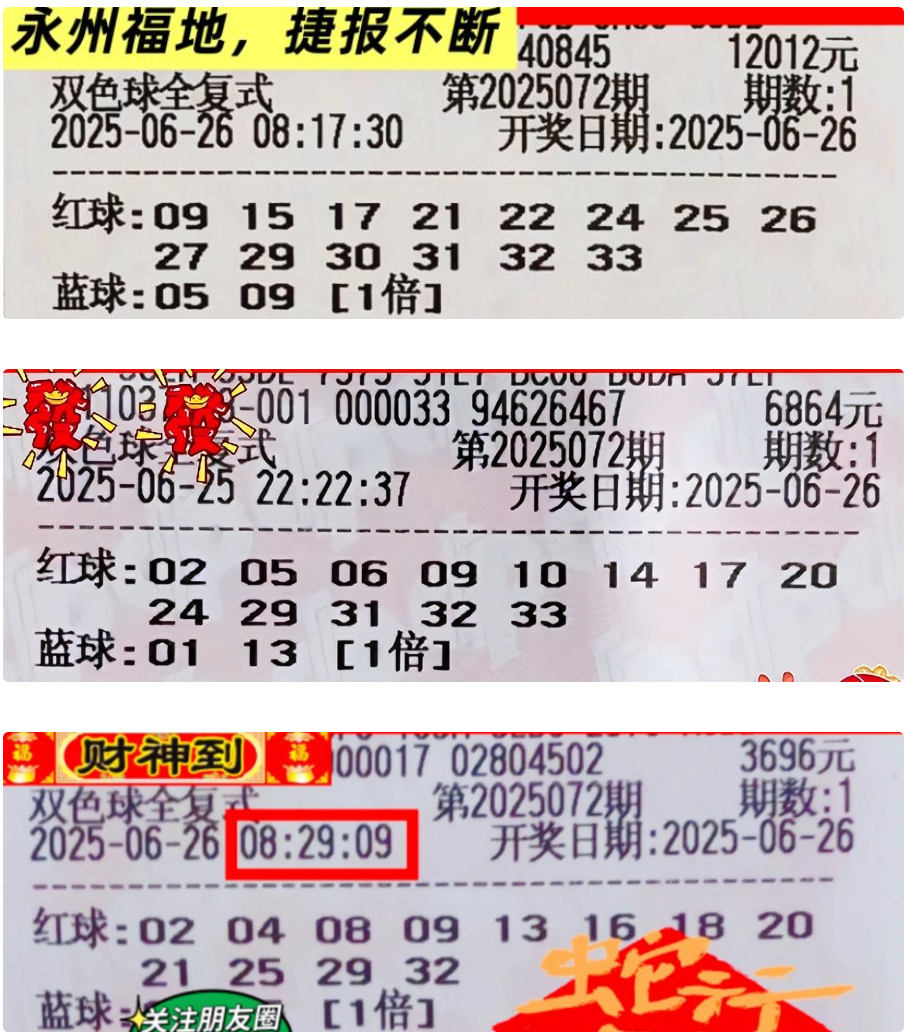 永州福地，捷报不断
40845 12012元
双色球全复式 第2025072期 期数:1
2025-06-26 08:17:30 开奖日期:2025-06-26
红球:09 15 17 21 22 24 25 26
27 29 30 31 32 33
蓝球:05 09 [1倍]
發 發
-001 000033 94626467 6864元
双色球全复式 第2025072期 期数:1
2025-06-25 22:22:37 开奖日期:2025-06-26
红球:02 05 06 09 10 14 17 20
24 29 31 32 33
蓝球:01 13 [1倍]
福 财神到 福
00017 02804502 3696元
双色球全复式 第2025072期 期数:1
2025-06-26 08:29:09 开奖日期:2025-06-26
红球:02 04 08 09 13 16 18 20
21 25 29 32
蓝球: [1倍]
关注朋友圈
蛇行